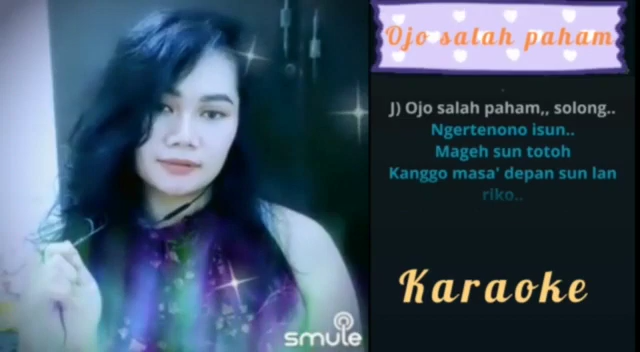 Ojo salah paham
J) Ojo salah paham,, solong..
Ngertenono isun..
Mageh sun totoh
Kanggo masa' depan sun lan
riko..
Karaoke
smule